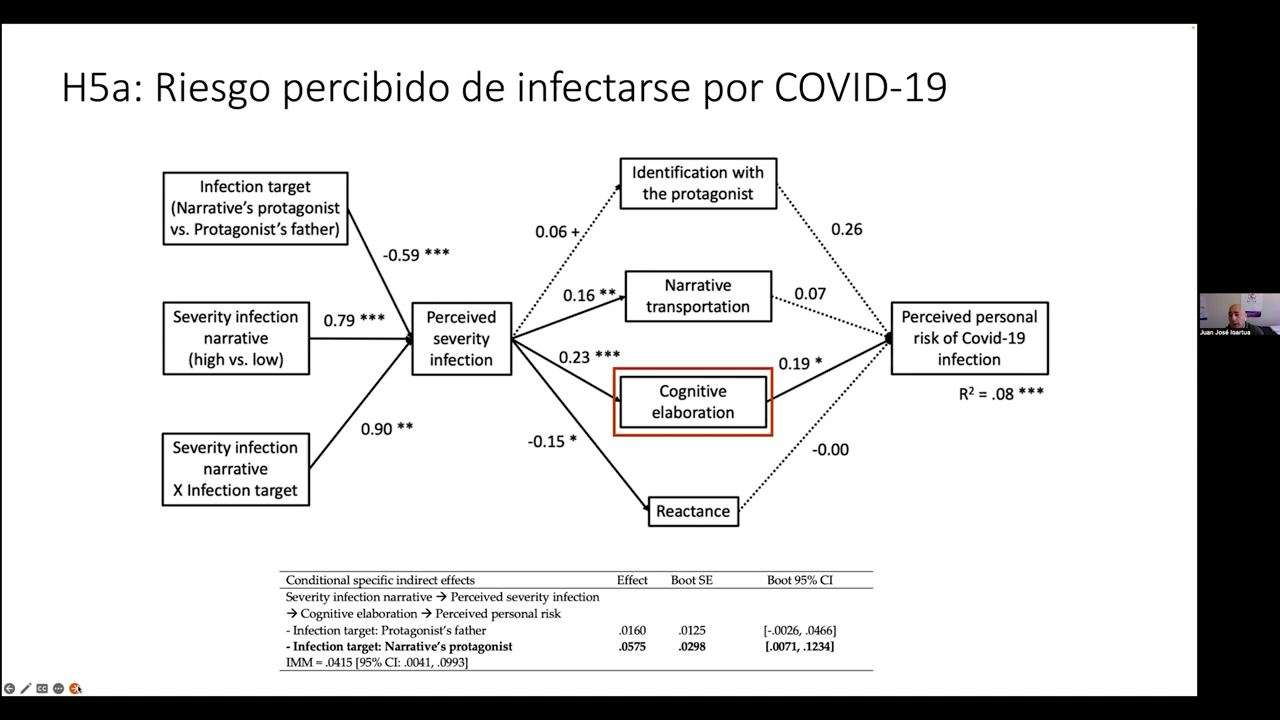 H5a: Riesgo percibido de infectarse por COVID-19
Infection target
(Narrative's protagonist
vs. Protagonist's father)
-0.59 ***
Severity infection
narrative
(high vs. low)
0.79 ***
Severity infection
narrative
X Infection target
0.90 **
Perceived
severity
infection
0.06 +
0.16 **
0.23 ***
-0.15 *
Identification with
the protagonist
Narrative
transportation
Cognitive
elaboration
Reactance
0.26
0.07
0.19 *
-0.00
Perceived personal
risk of Covid-19
infection
R² = .08 ***
Conditional specific indirect effects Effect Boot SE Boot 95% CI
Severity infection narrative → Perceived severity infection
→ Cognitive elaboration → Perceived personal risk
- Infection target: Protagonist's father .0160 .0125 [-.0026, .0466]
- Infection target: Narrative's protagonist .0575 .0298 [.0071, .1234]
IMM = .0415 [95% CI: .0041, .0993]
Juan José Igartua